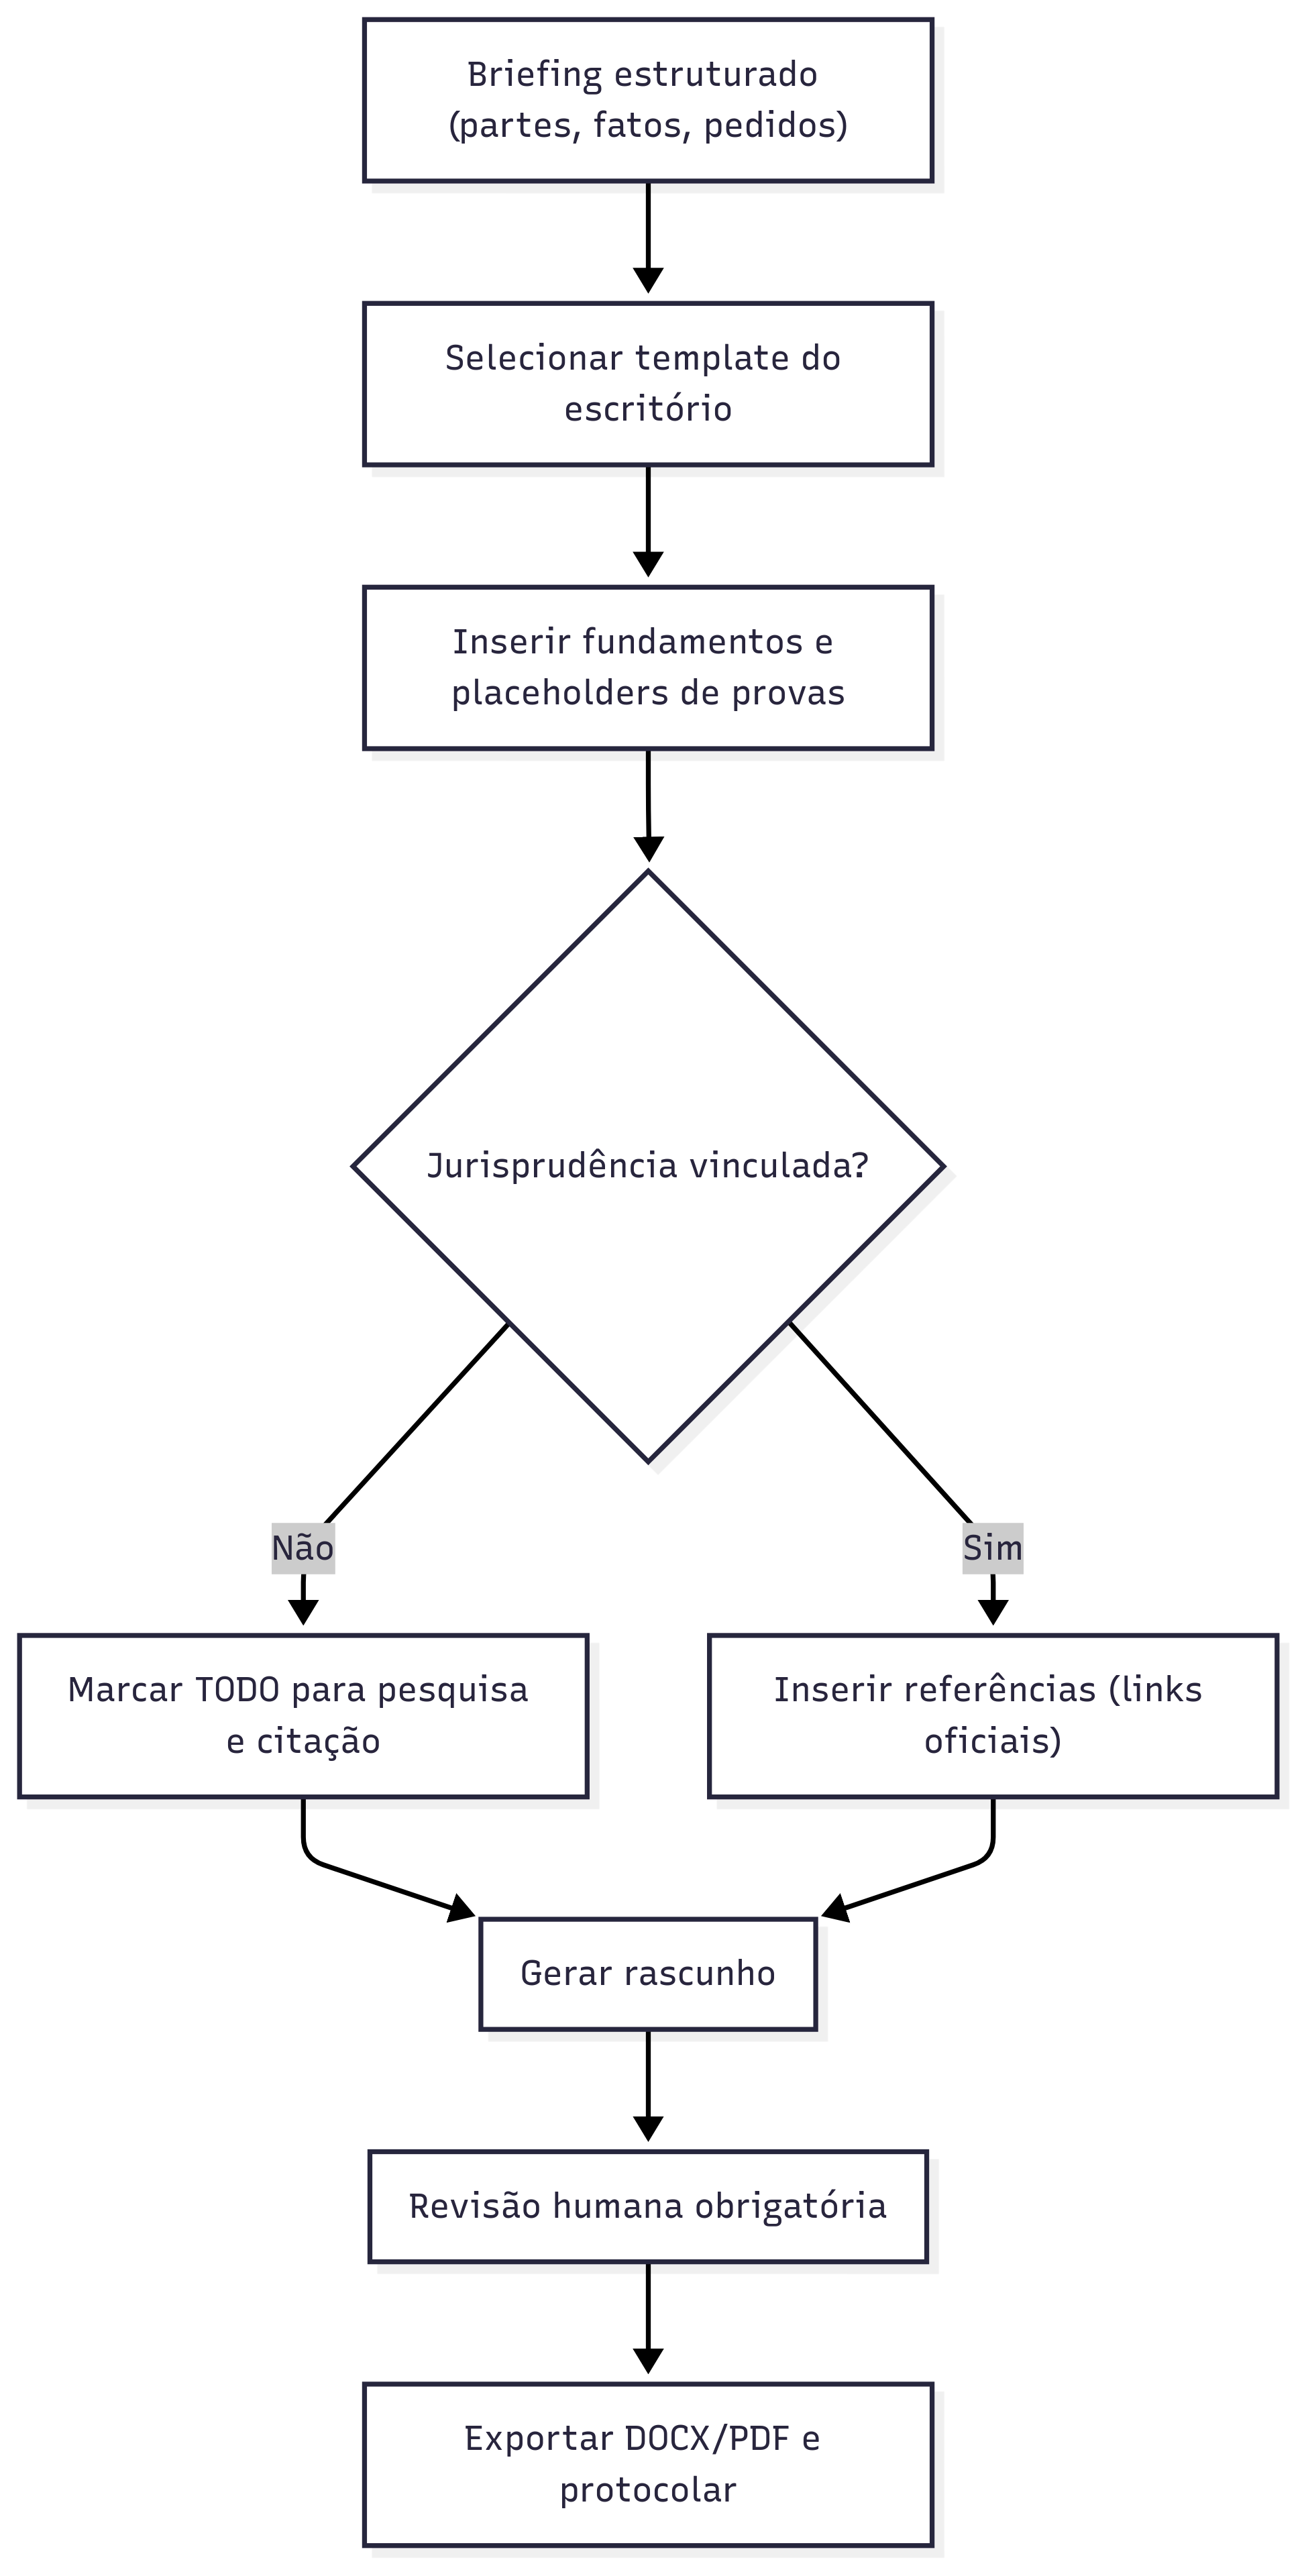 Briefing estruturado
(partes, fatos, pedidos)
Selecionar template do
escritório
Inserir fundamentos e
placeholders de provas
Jurisprudência vinculada?
Não
Sim
Marcar TODO para pesquisa
e citação
Inserir referências (links
oficiais)
Gerar rascunho
Revisão humana obrigatória
Exportar DOCX/PDF e
protocolar